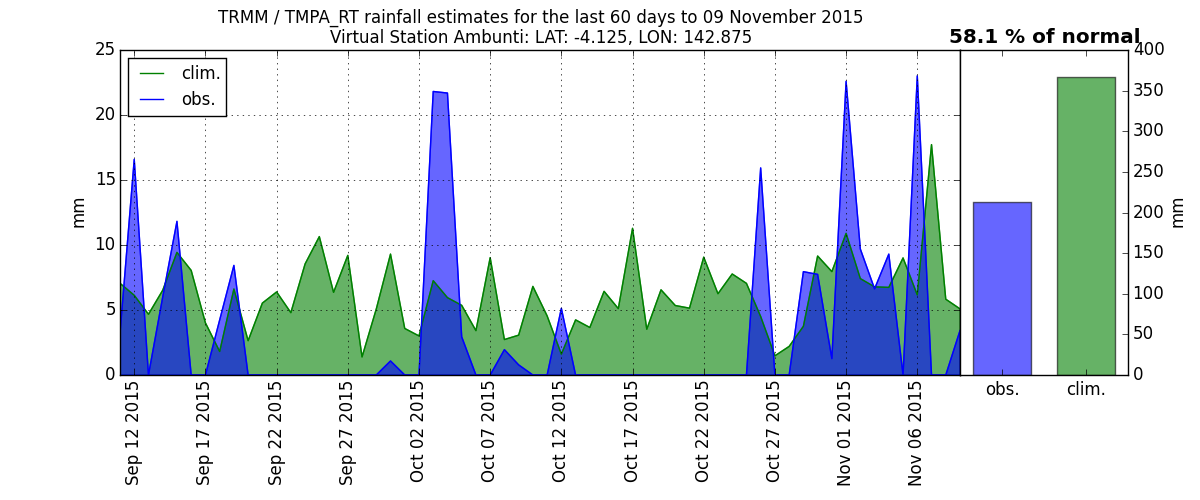 TRMM / TMPA_RT rainfall estimates for the last 60 days to 09 November 2015
Virtual Station Ambunti: LAT: -4.125, LON: 142.875
58.1 % of normal
clim.
obs.
25
20
15
10
5
0
mm
400
350
300
250
200
150
100
50
0
mm
Sep 12 2015
Sep 17 2015
Sep 22 2015
Sep 27 2015
Oct 02 2015
Oct 07 2015
Oct 12 2015
Oct 17 2015
Oct 22 2015
Oct 27 2015
Nov 01 2015
Nov 06 2015
obs.
clim.